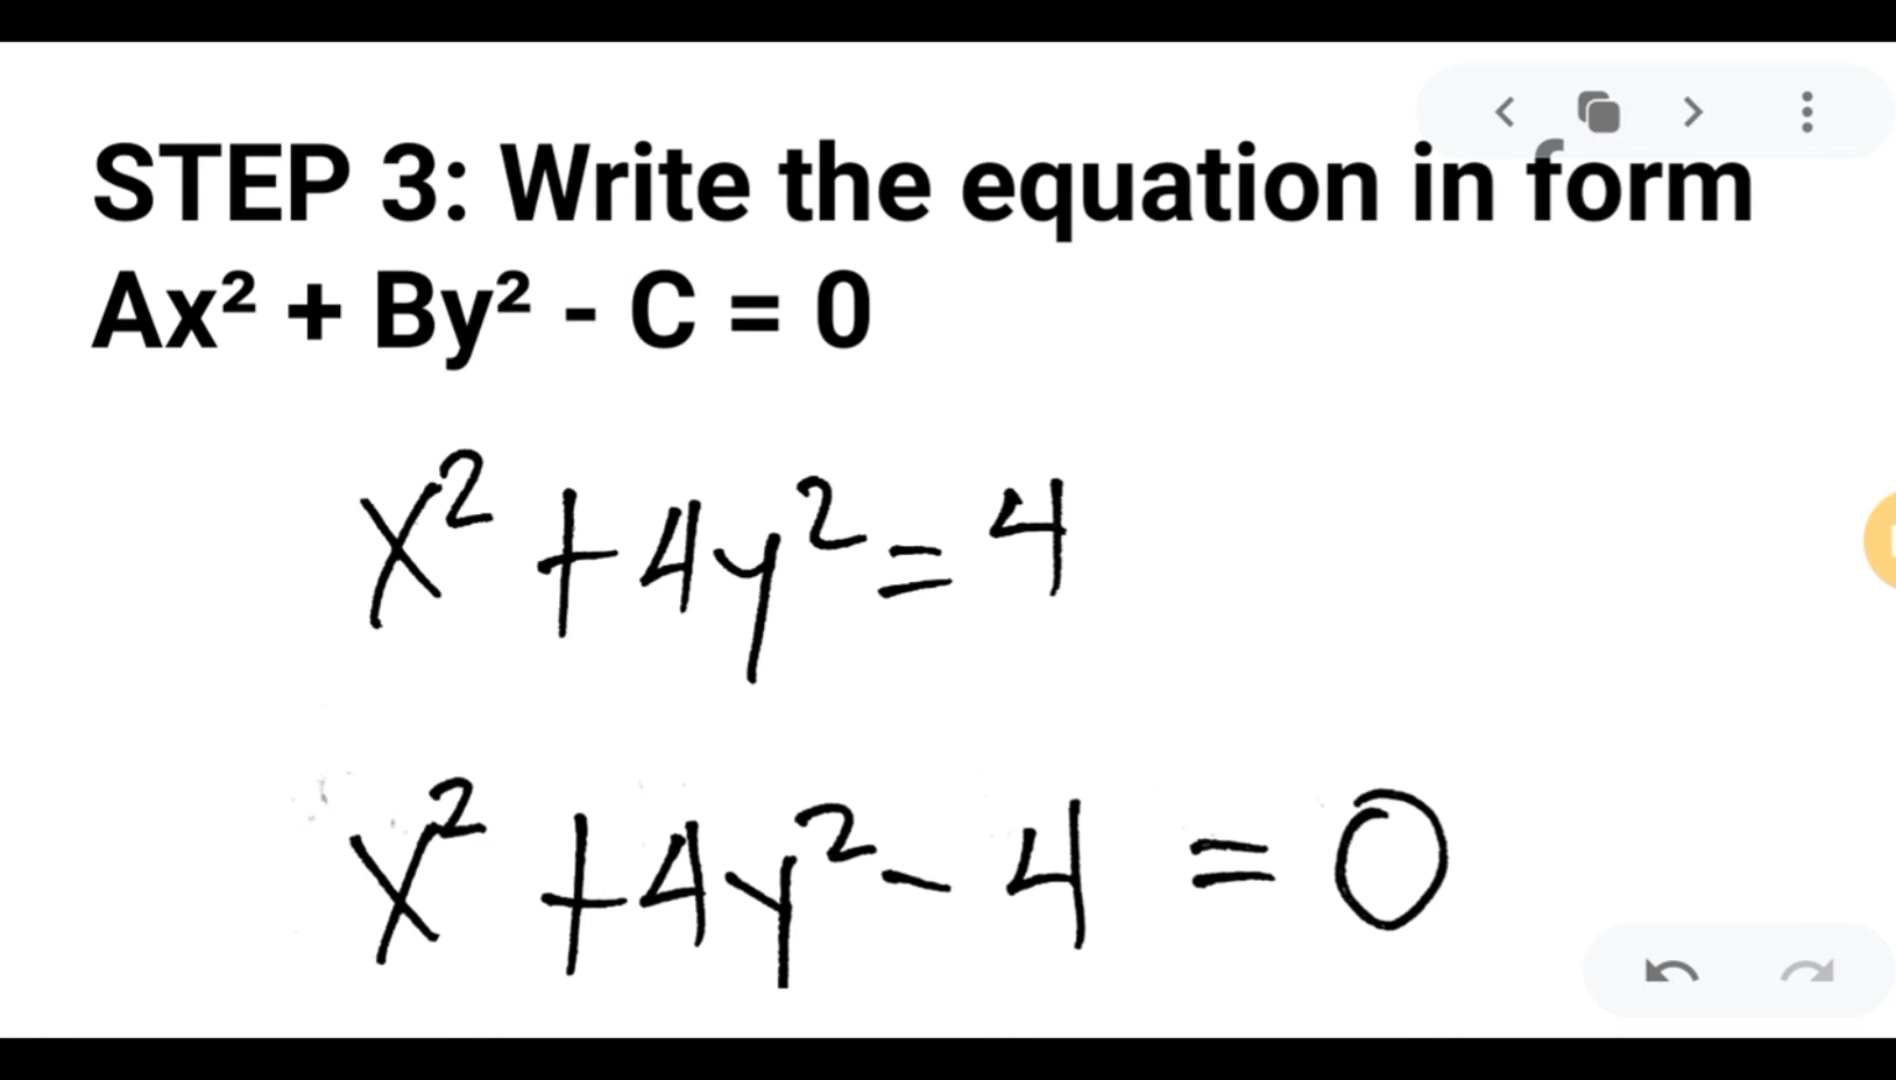 STEP 3: Write the equation in form
Ax² + By² - C = 0
x² + 4y² = 4
x² + 4y² - 4 = 0